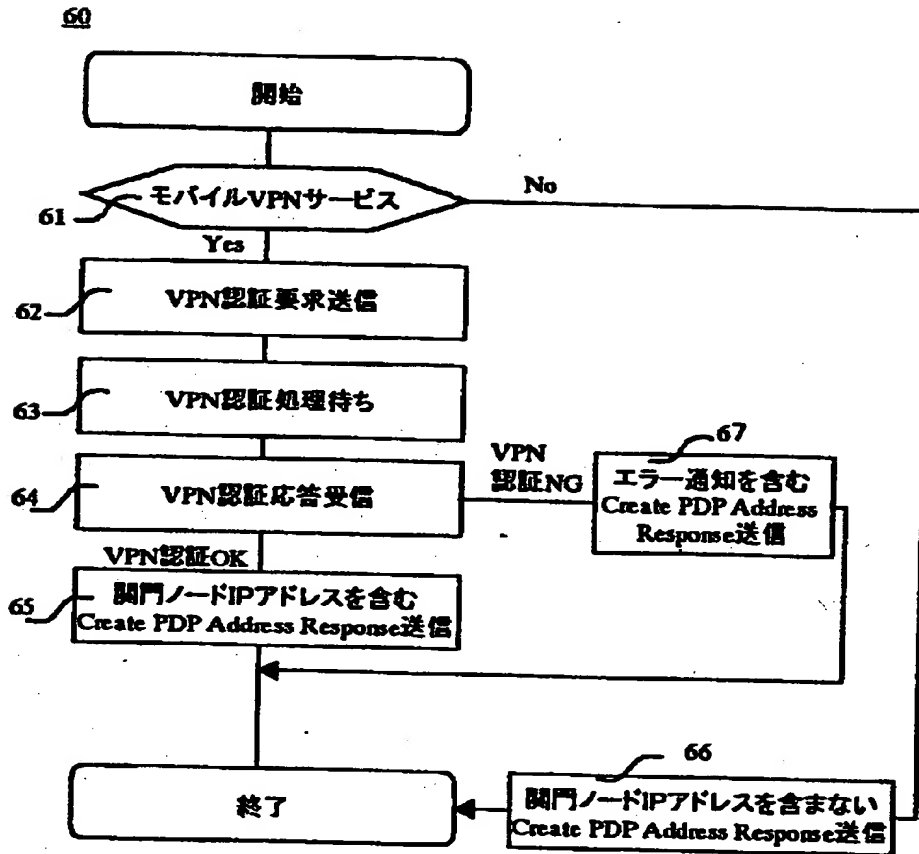 60
開始
モバイルVPNサービス
No
61
Yes
VPN認証要求送信
62
VPN認証処理待ち
63
67
VPN
認証NG
エラー通知を含む
Create PDP Address
Response送信
VPN認証応答受信
64
VPN認証OK
関門ノードIPアドレスを含む
Create PDP Address Response送信
65
66
終了
関門ノードIPアドレスを含まない
Create PDP Address Response送信